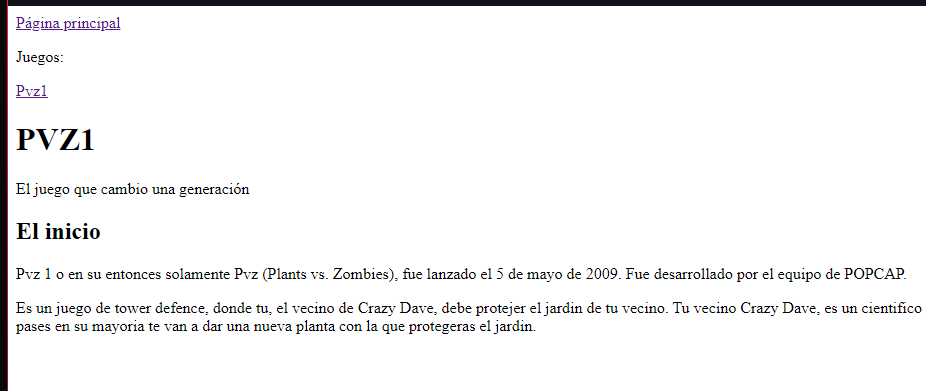 Página principal
Juegos:
Pvz1
PVZ1
El juego que cambio una generación
El inicio
Pvz 1 o en su entonces solamente Pvz (Plants vs. Zombies), fue lanzado el 5 de mayo de 2009. Fue desarrollado por el equipo de POPCAP.
Es un juego de tower defence, donde tu, el vecino de Crazy Dave, debe protejer el jardin de tu vecino. Tu vecino Crazy Dave, es un cientifico
pases en su mayoria te van a dar una nueva planta con la que protegeras el jardin.